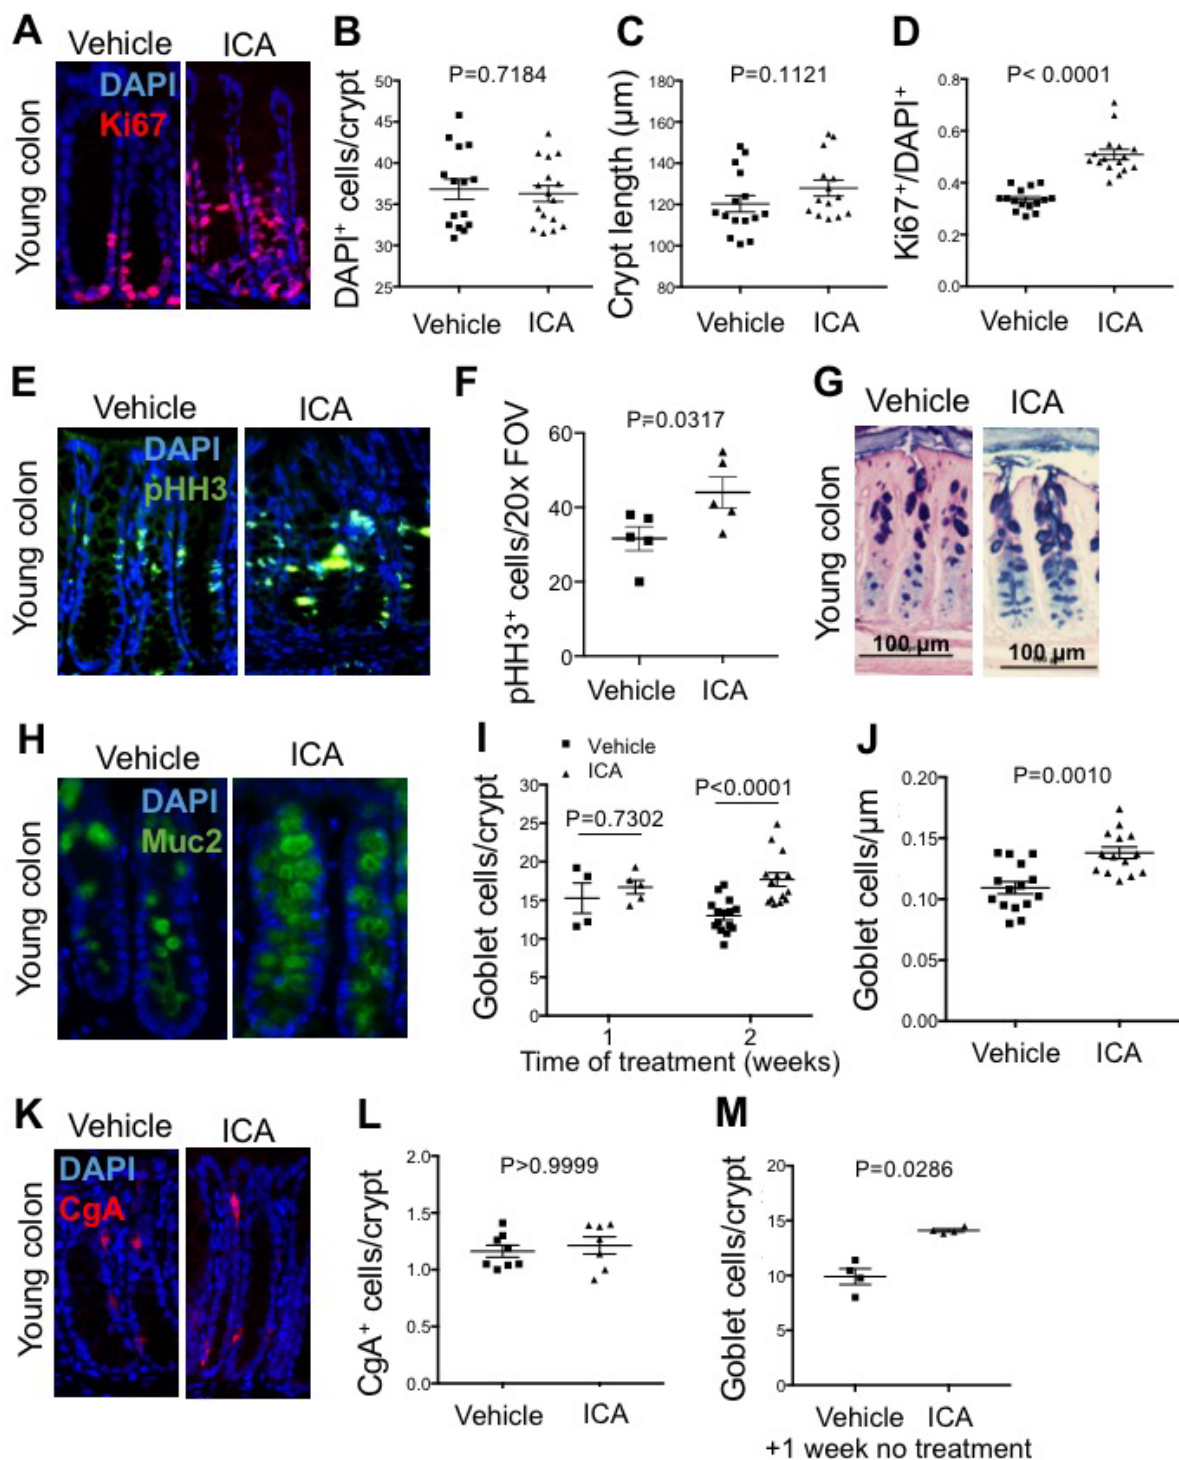 A
Vehicle ICA
DAPI
Ki67
Young colon
B
P=0.7184
DAPI⁺ cells/crypt
50
45
40
35
30
25
Vehicle ICA
C
P=0.1121
Crypt length (μm)
180
160
140
120
100
80
Vehicle ICA
D
P< 0.0001
Ki67⁺/DAPI⁺
0.8
0.6
0.4
0.2
0.0
Vehicle ICA
E
Vehicle ICA
DAPI
pHH3
Young colon
F
P=0.0317
pHH3⁺ cells/20x FOV
60
40
20
0
Vehicle ICA
G
Vehicle ICA
Young colon
100 μm
100 μm
H
Vehicle ICA
DAPI
Muc2
Young colon
I
Vehicle
ICA
P=0.7302
P<0.0001
Goblet cells/crypt
30
25
20
15
10
5
0
1 2
Time of treatment (weeks)
J
P=0.0010
Goblet cells/μm
0.20
0.15
0.10
0.05
0.00
Vehicle ICA
K
Vehicle ICA
DAPI
CgA
Young colon
L
P>0.9999
CgA⁺ cells/crypt
2.0
1.5
1.0
0.5
0.0
Vehicle ICA
M
P=0.0286
Goblet cells/crypt
20
15
10
5
0
Vehicle ICA
+1 week no treatment